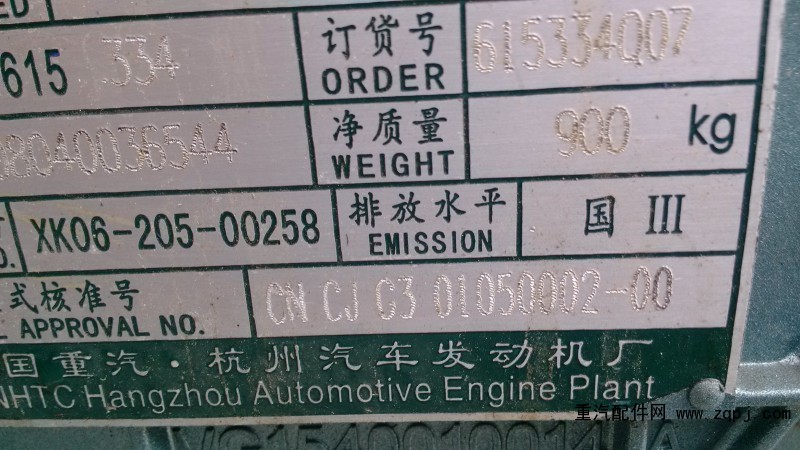 ED
615 334 订货号 ORDER 615334007
08040036544 净质量 WEIGHT 900 kg
XK06-205-00258 排放水平 EMISSION 国 III
式核准号 APPROVAL NO. CN CJ G3 01050002-00
国重汽·杭州汽车发动机厂
NHTC Hangzhou Automotive Engine Plant
重汽配件网 www.zqpj.com